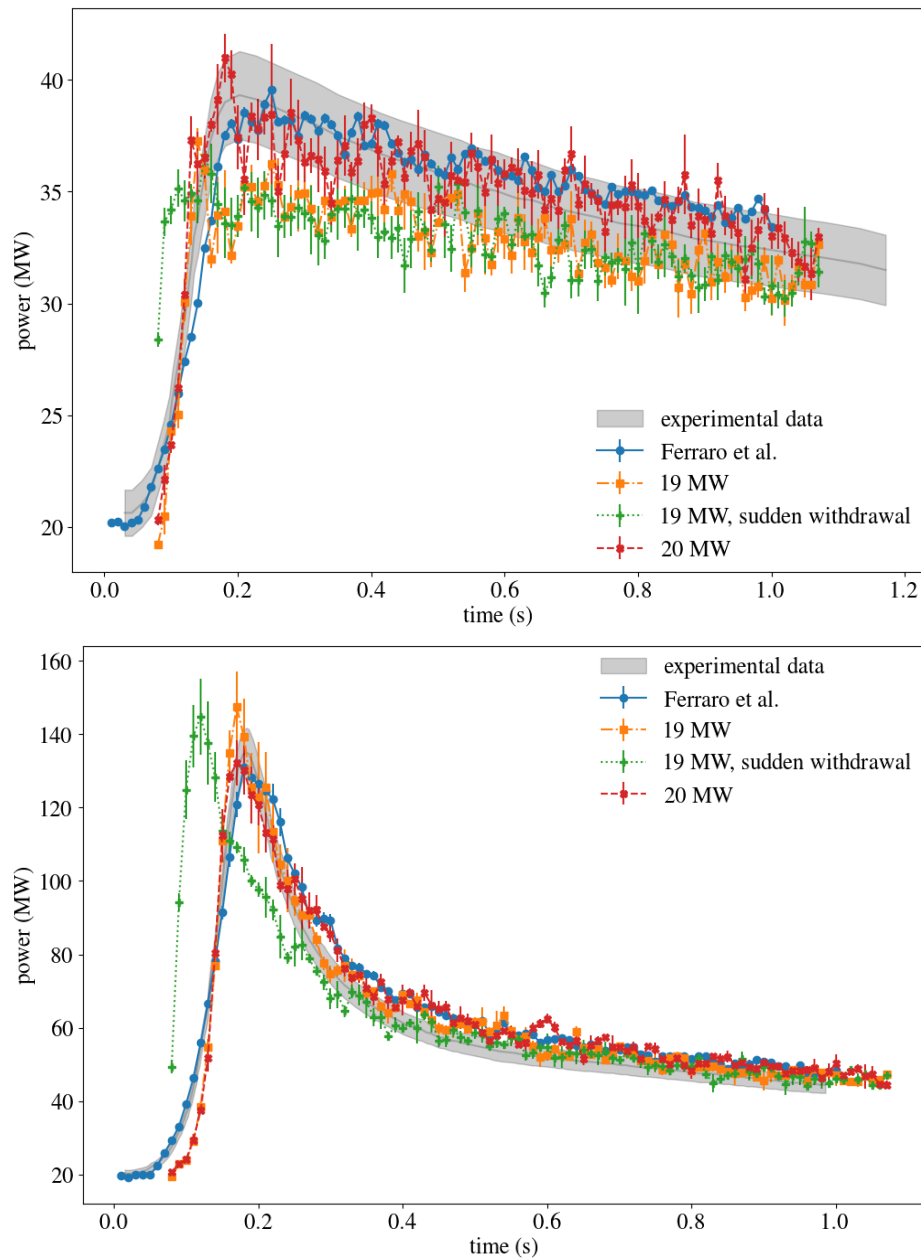 40
35
30
25
20
power (MW)
experimental data
Ferraro et al.
19 MW
19 MW, sudden withdrawal
20 MW
0.0 0.2 0.4 0.6 0.8 1.0 1.2
time (s)
160
140
120
100
80
60
40
20
power (MW)
experimental data
Ferraro et al.
19 MW
19 MW, sudden withdrawal
20 MW
0.0 0.2 0.4 0.6 0.8 1.0
time (s)